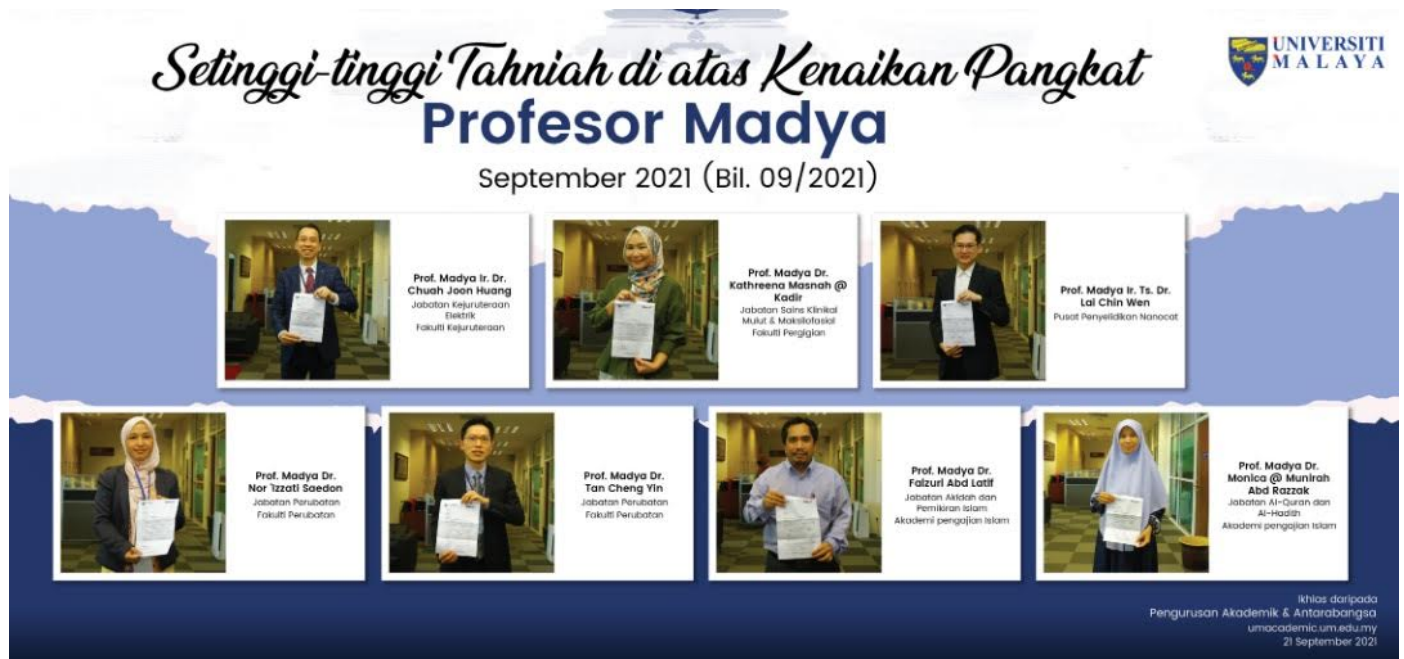 Setinggi-tinggi Tahniah di atas Kenaikan Pangkat
UNIVERSITI
MALAYA
Profesor Madya
September 2021 (Bil. 09/2021)
Prof. Madya Ir. Dr.
Chuah Joon Huang
Jabatan Kejuruteraan
Elektrik
Fakulti Kejuruteraan
Prof. Madya Dr.
Kathreena Masnah @
Kadir
Jabatan Sains Klinikal
Mulut & Maksilofasial
Fakulti Pergigian
Prof. Madya Ir. Ts. Dr.
Lai Chin Wen
Pusat Penyelidikan Nanocat
Prof. Madya Dr.
Nor 'Izzati Saedon
Jabatan Perubatan
Fakulti Perubatan
Prof. Madya Dr.
Tan Cheng Yin
Jabatan Perubatan
Fakulti Perubatan
Prof. Madya Dr.
Faizuri Abd Latif
Jabatan Akidah dan
Pemikiran Islam
Akademi pengajian Islam
Prof. Madya Dr.
Monica @ Munirah
Abd Razzak
Jabatan Al-Quran dan
Al-Hadith
Akademi pengajian Islam
Ikhlas daripada
Pengurusan Akademik & Antarabangsa
umacademic.um.edu.my
21 September 2021